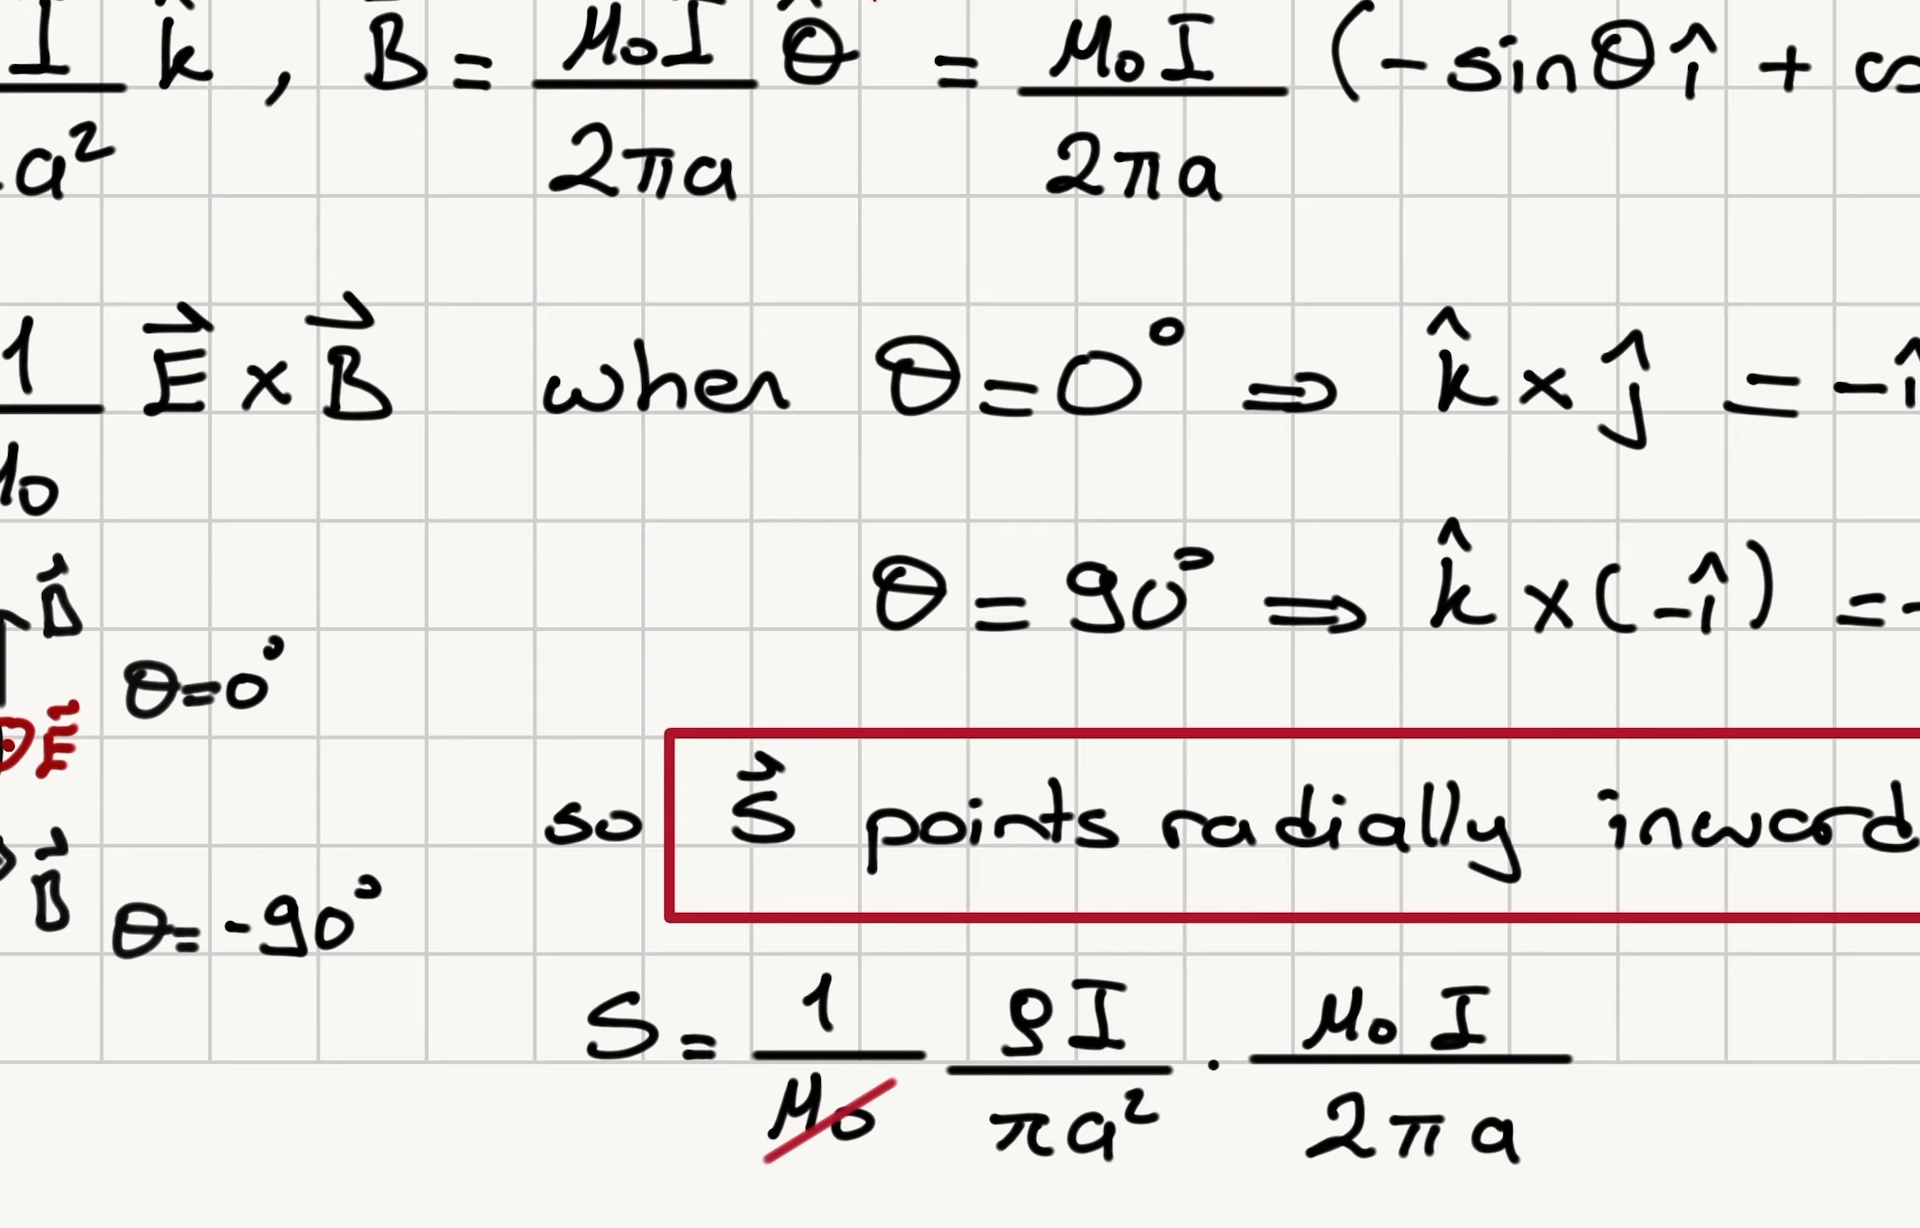 I k̂ , B = μ₀I θ̂ = μ₀I (-sinθ î +
a² 2πa 2πa
1 E⃗ × B⃗ when θ = 0° ⇒ k̂ × ĵ = -î
μ₀
θ = 90° ⇒ k̂ × (-î) = -
B⃗
θ = 0°
E⃗
so S⃗ points radially inward
B⃗ θ = -90°
S = 1 ρI · μ₀ I
μ₀ πa² 2πa